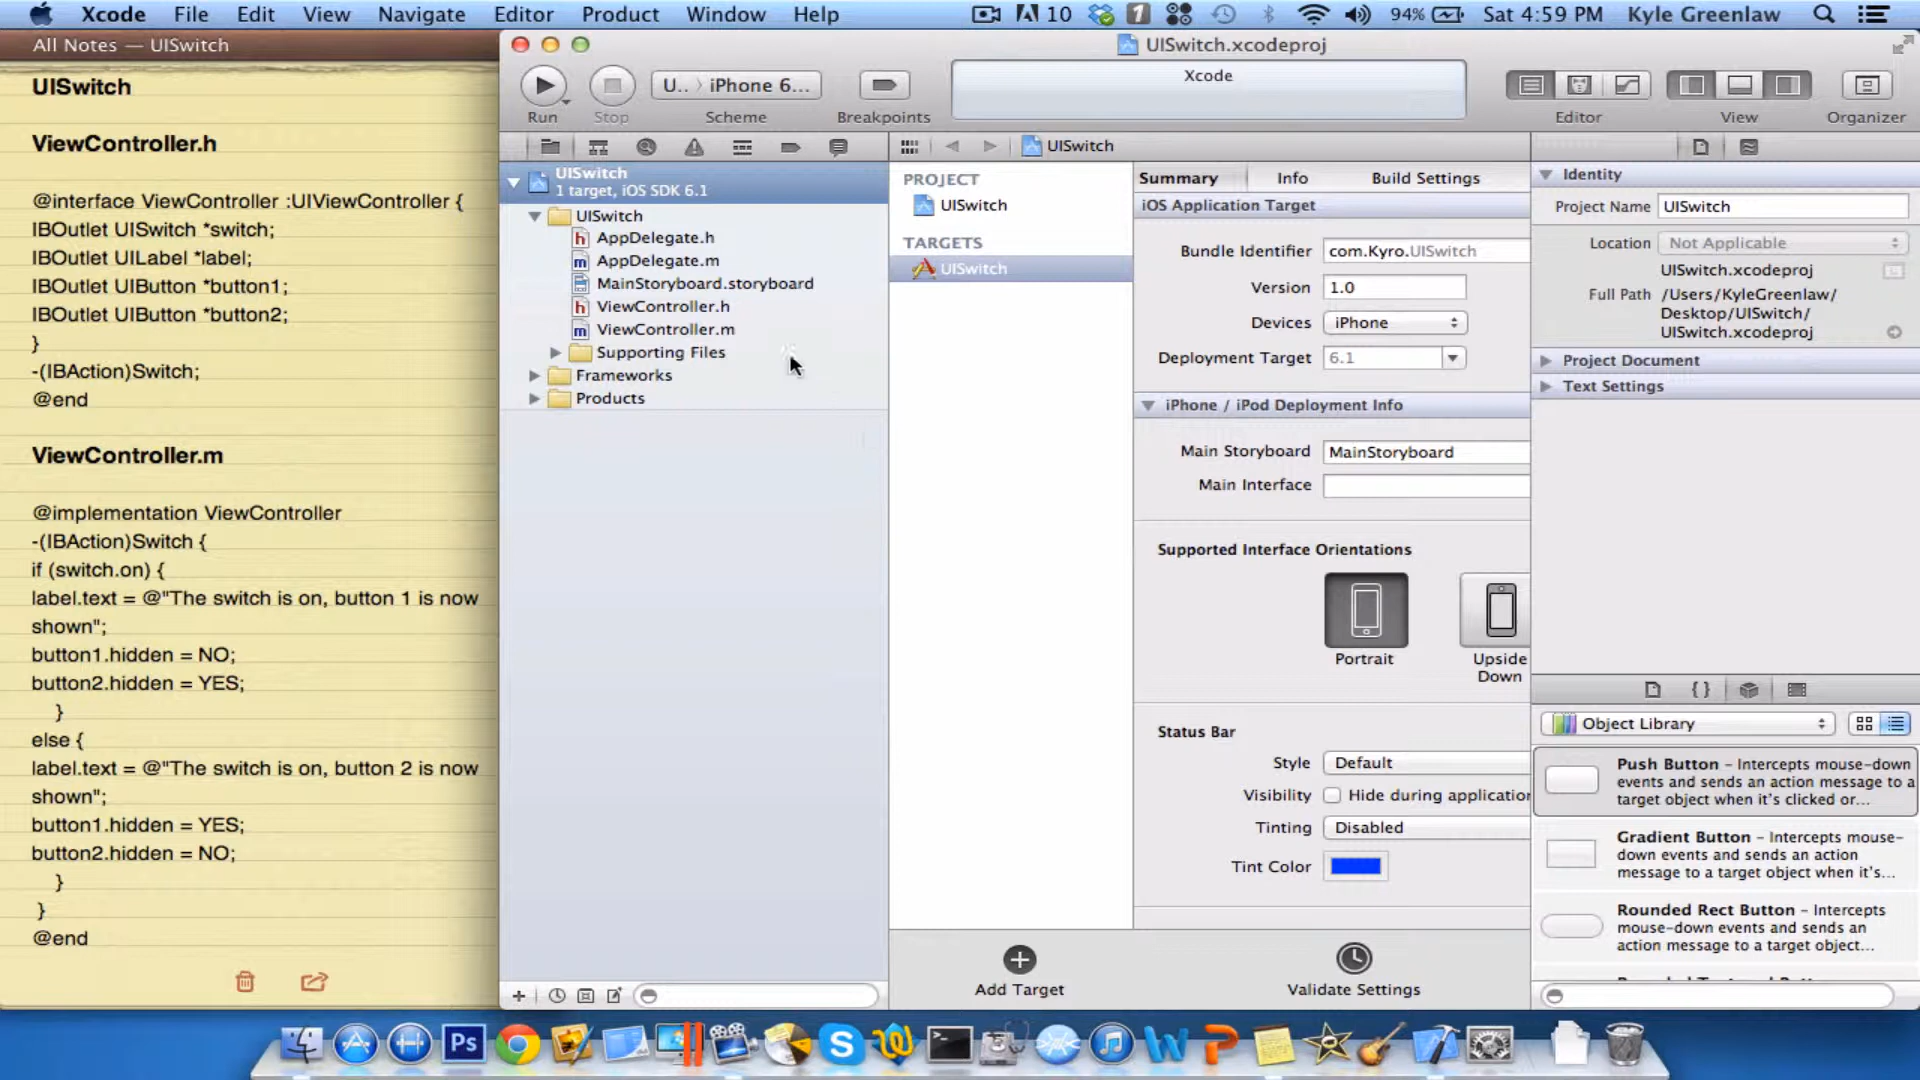 Xcode File Edit View Navigate Editor Product Window Help 10 1 94% Sat 4:59 PM Kyle Greenlaw
All Notes — UISwitch
UISwitch
ViewController.h
@interface ViewController :UIViewController {
IBOutlet UISwitch *switch;
IBOutlet UILabel *label;
IBOutlet UIButton *button1;
IBOutlet UIButton *button2;
}
-(IBAction)Switch;
@end
ViewController.m
@implementation ViewController
-(IBAction)Switch {
if (switch.on) {
label.text = @"The switch is on, button 1 is now
shown";
button1.hidden = NO;
button2.hidden = YES;
}
else {
label.text = @"The switch is on, button 2 is now
shown";
button1.hidden = YES;
button2.hidden = NO;
}
}
@end
UISwitch.xcodeproj
U.. iPhone 6...
Xcode
Run Stop Scheme Breakpoints Editor View Organizer
UISwitch
UISwitch
1 target, iOS SDK 6.1
UISwitch
AppDelegate.h
AppDelegate.m
MainStoryboard.storyboard
ViewController.h
ViewController.m
Supporting Files
Frameworks
Products
PROJECT
UISwitch
TARGETS
UISwitch
Add Target
Summary Info Build Settings
iOS Application Target
Bundle Identifier com.Kyro.UISwitch
Version 1.0
Devices iPhone
Deployment Target 6.1
iPhone / iPod Deployment Info
Main Storyboard MainStoryboard
Main Interface
Supported Interface Orientations
Portrait
Upside
Down
Status Bar
Style Default
Visibility Hide during application
Tinting Disabled
Tint Color
Validate Settings
Identity
Project Name UISwitch
Location Not Applicable
UISwitch.xcodeproj
Full Path /Users/KyleGreenlaw/
Desktop/UISwitch/
UISwitch.xcodeproj
Project Document
Text Settings
{ }
Object Library
Push Button – Intercepts mouse-down
events and sends an action message to a
target object when it's clicked or...
Gradient Button – Intercepts mouse-
down events and sends an action
message to a target object when it's...
Rounded Rect Button – Intercepts
mouse-down events and sends an
action message to a target object...
Ps